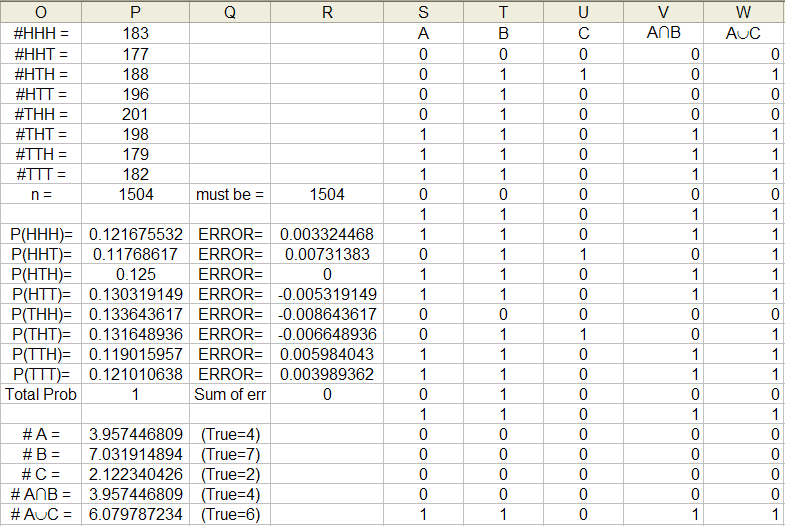 O P Q R S T U V W
#HHH = 183 A B C A∩B A∪C
#HHT = 177 0 0 0 0 0
#HTH = 188 0 1 1 0 1
#HTT = 196 0 1 0 0 0
#THH = 201 0 1 0 0 0
#THT = 198 1 1 0 1 1
#TTH = 179 1 1 0 1 1
#TTT = 182 1 1 0 1 1
n = 1504 must be = 1504 0 0 0 0 0
1 1 0 1 1
P(HHH)= 0.121675532 ERROR= 0.003324468 1 1 0 1 1
P(HHT)= 0.11768617 ERROR= 0.00731383 0 1 1 0 1
P(HTH)= 0.125 ERROR= 0 1 1 0 1 1
P(HTT)= 0.130319149 ERROR= -0.005319149 1 1 0 1 1
P(THH)= 0.133643617 ERROR= -0.008643617 0 0 0 0 0
P(THT)= 0.131648936 ERROR= -0.006648936 0 1 1 0 1
P(TTH)= 0.119015957 ERROR= 0.005984043 1 1 0 1 1
P(TTT)= 0.121010638 ERROR= 0.003989362 1 1 0 1 1
Total Prob 1 Sum of err 0 0 1 0 0 0
1 1 0 1 1
# A = 3.957446809 (True=4) 0 0 0 0 0
# B = 7.031914894 (True=7) 0 0 0 0 0
# C = 2.122340426 (True=2) 0 0 0 0 0
# A∩B = 3.957446809 (True=4) 0 0 0 0 0
# A∪C = 6.079787234 (True=6) 1 1 0 1 1